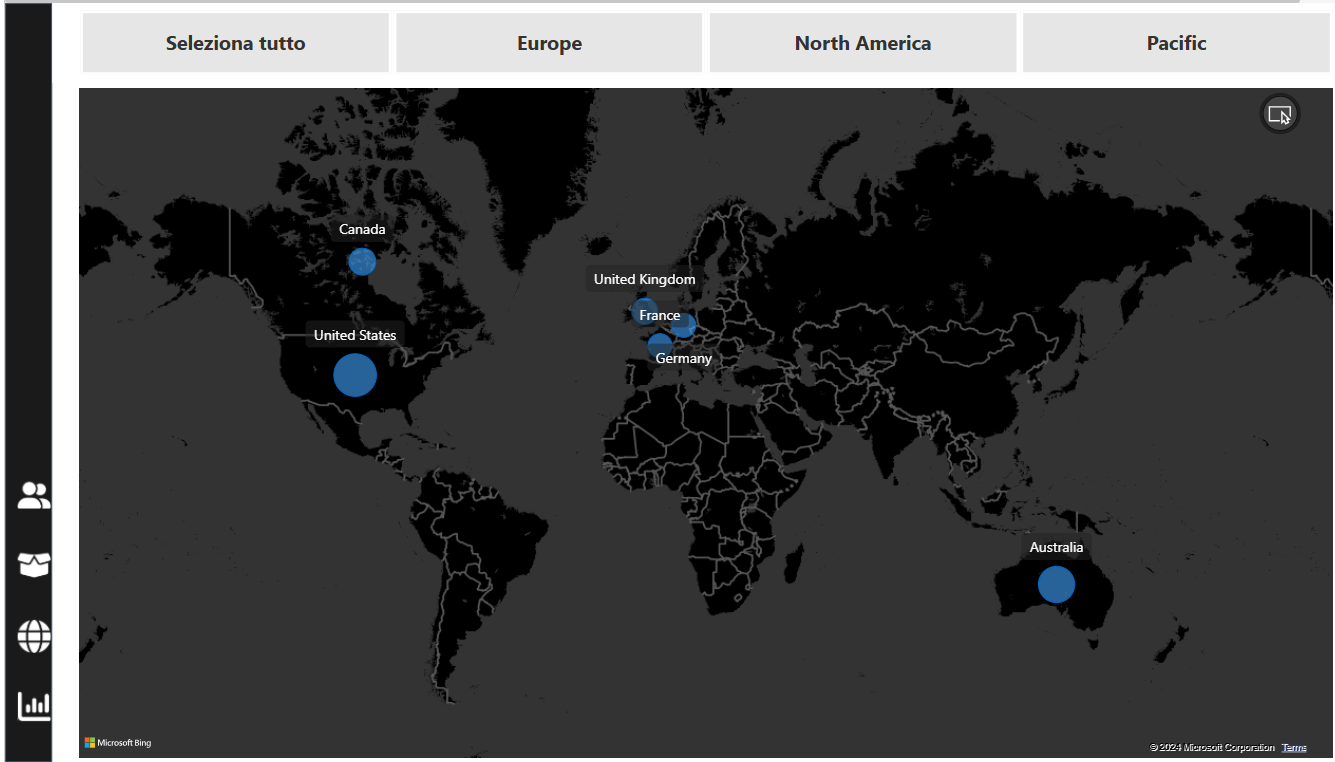 Seleziona tutto
Europe
North America
Pacific
Canada
United Kingdom
France
United States
Germany
Australia
Microsoft Bing
© 2024 Microsoft Corporation Terms